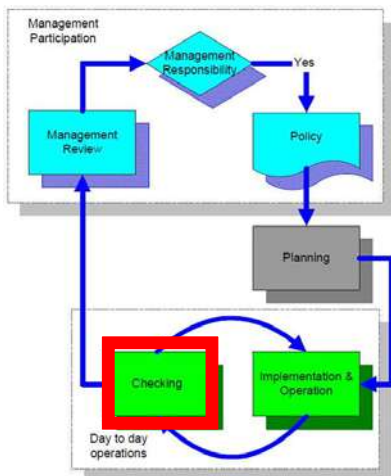 Management
Participation
Management
Responsibility
Yes
Management
Review
Policy
Planning
Checking
Implementation &
Operation
Day to day
operations